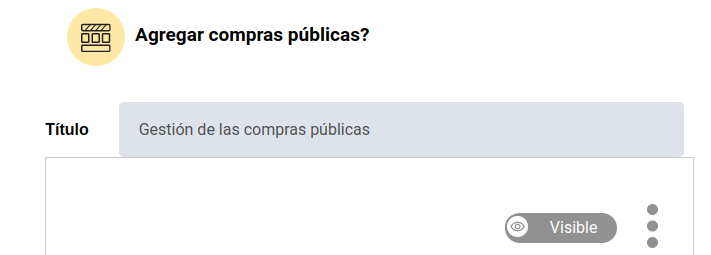 Agregar compras públicas?
Título
Gestión de las compras públicas
Visible